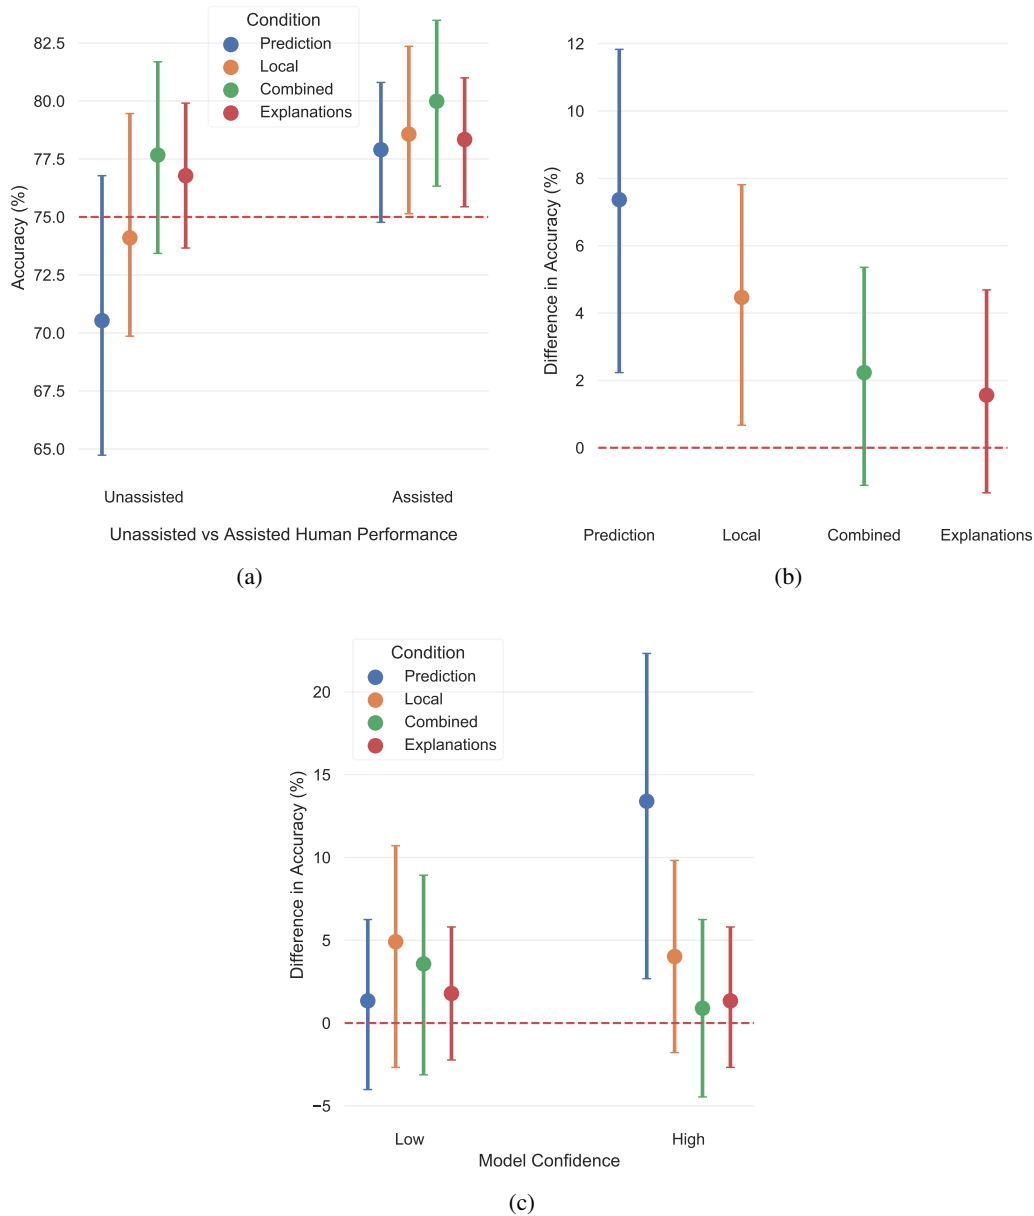 Condition
Prediction
Local
Combined
Explanations
82.5
80.0
77.5
75.0
72.5
70.0
67.5
65.0
Accuracy (%)
Unassisted
Assisted
Unassisted vs Assisted Human Performance
(a)
12
10
8
6
4
2
0
Difference in Accuracy (%)
Prediction
Local
Combined
Explanations
(b)
Condition
Prediction
Local
Combined
Explanations
20
15
10
5
0
−5
Difference in Accuracy (%)
Low
High
Model Confidence
(c)